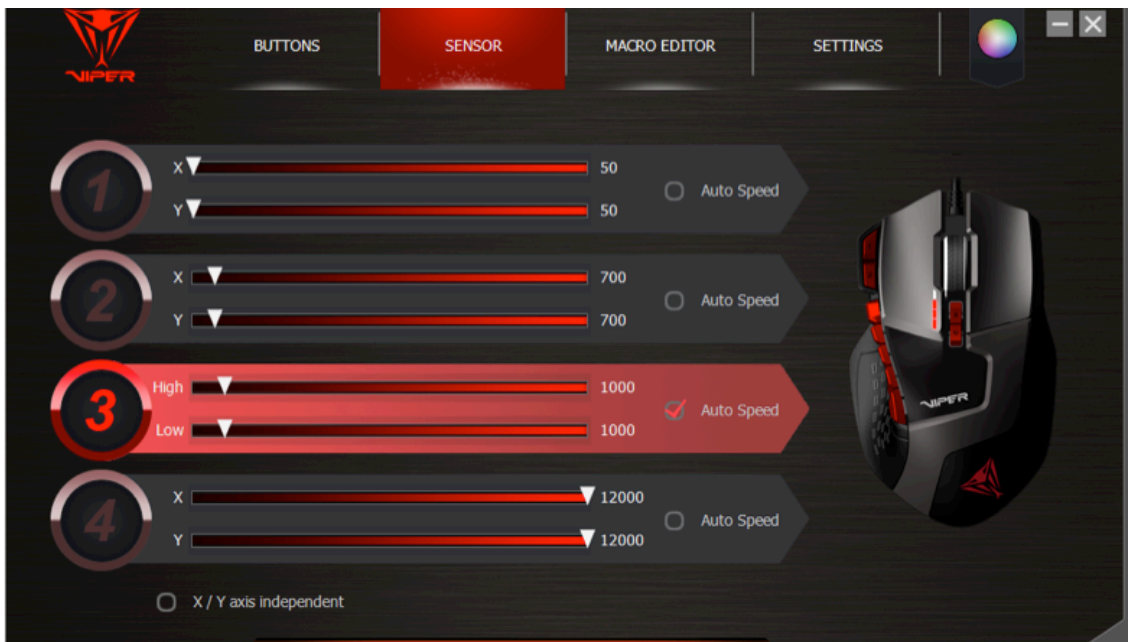 VIPER
BUTTONS SENSOR MACRO EDITOR SETTINGS
1
X 50
Auto Speed
Y 50
2
X 700
Auto Speed
Y 700
3
High 1000
Auto Speed
Low 1000
4
X 12000
Auto Speed
Y 12000
VIPER
X / Y axis independent